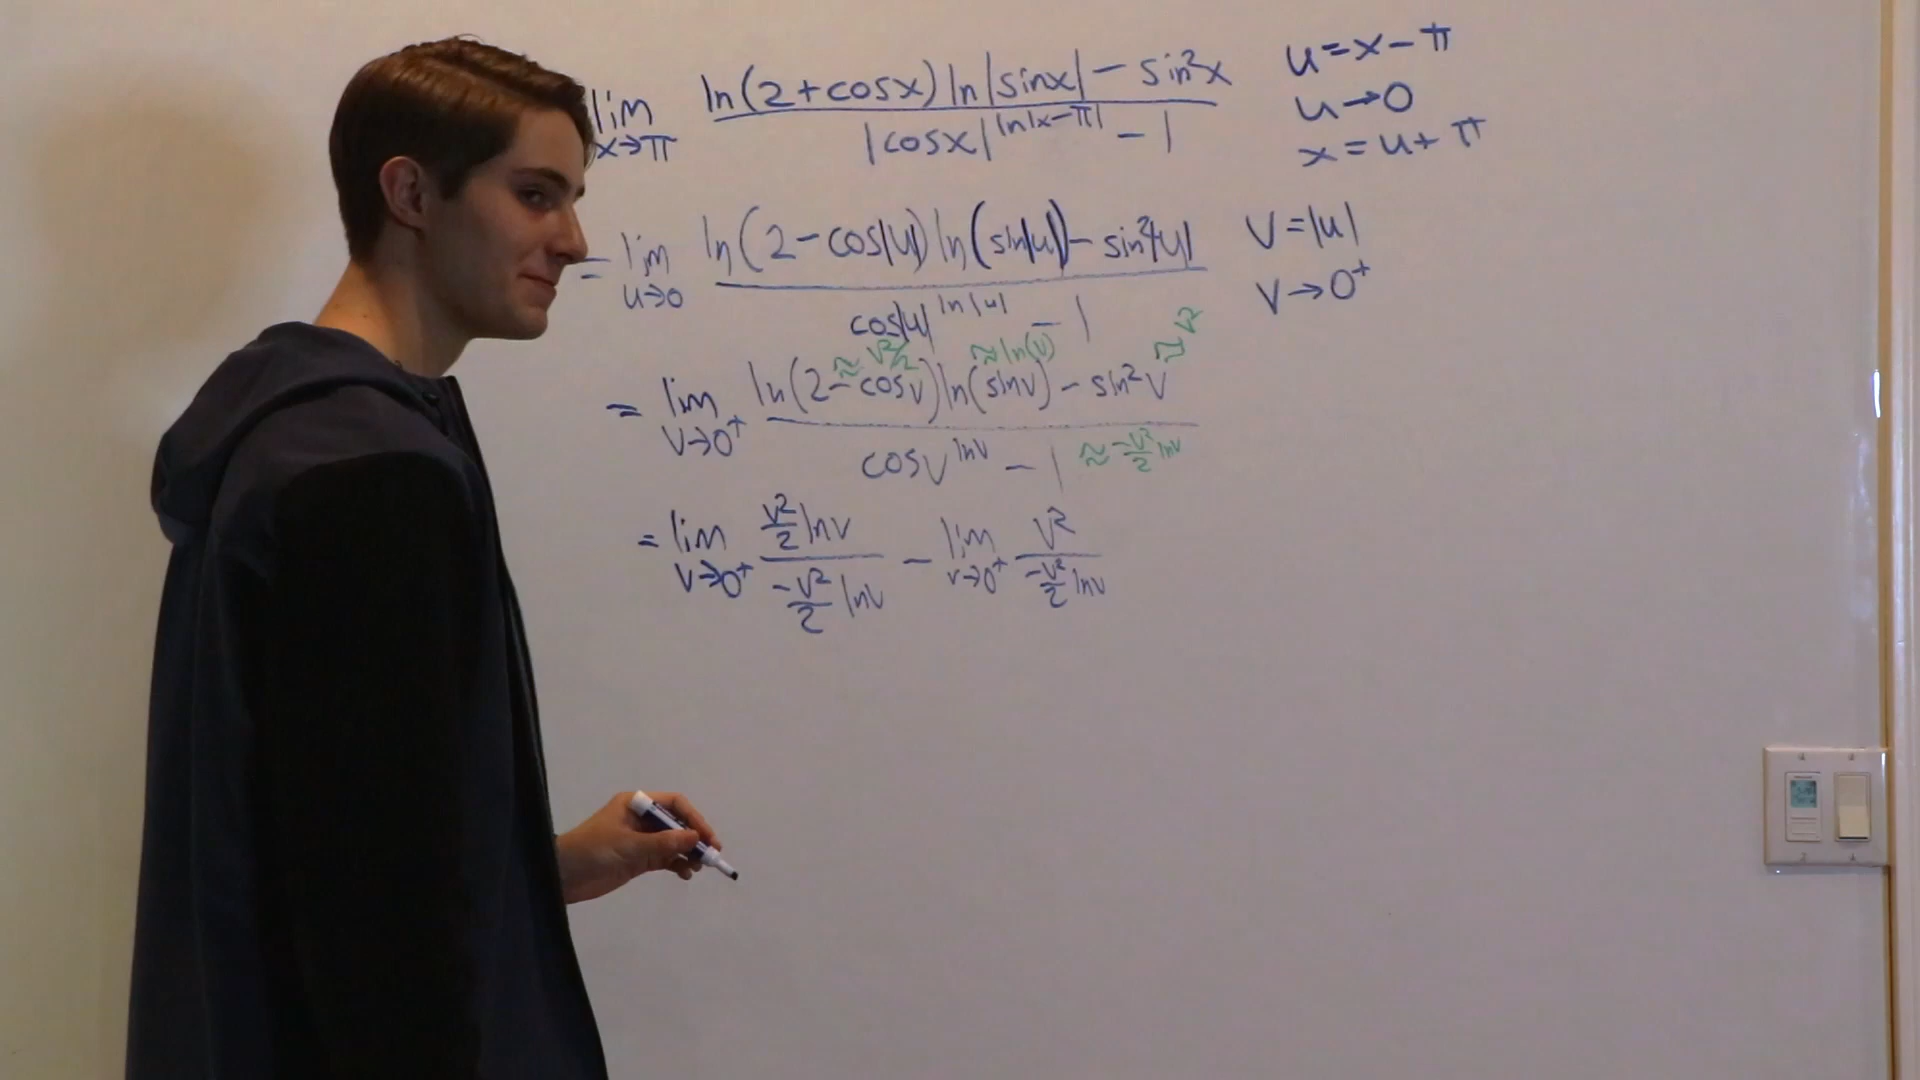 lim x→π ln(2+cosx)ln|sinx| − sin²x / |cosx|^ln|x−π| − 1
u=x−π
u→0
x=u+π
= lim u→0 ln(2−cos|u|)ln(sin|u|)−sin²|u| / cos|u|^ln|u| − 1
v=|u|
v→0⁺
≈ v²/2 ≈ln(v) ≈ v²
= lim v→0⁺ ln(2−cosv)ln(sinv) − sin²v / cosv^lnv − 1 ≈ −v²/2 lnv
= lim v→0⁺ v²/2 lnv / −v²/2 lnv − lim v→0⁺ v² / −v²/2 lnv